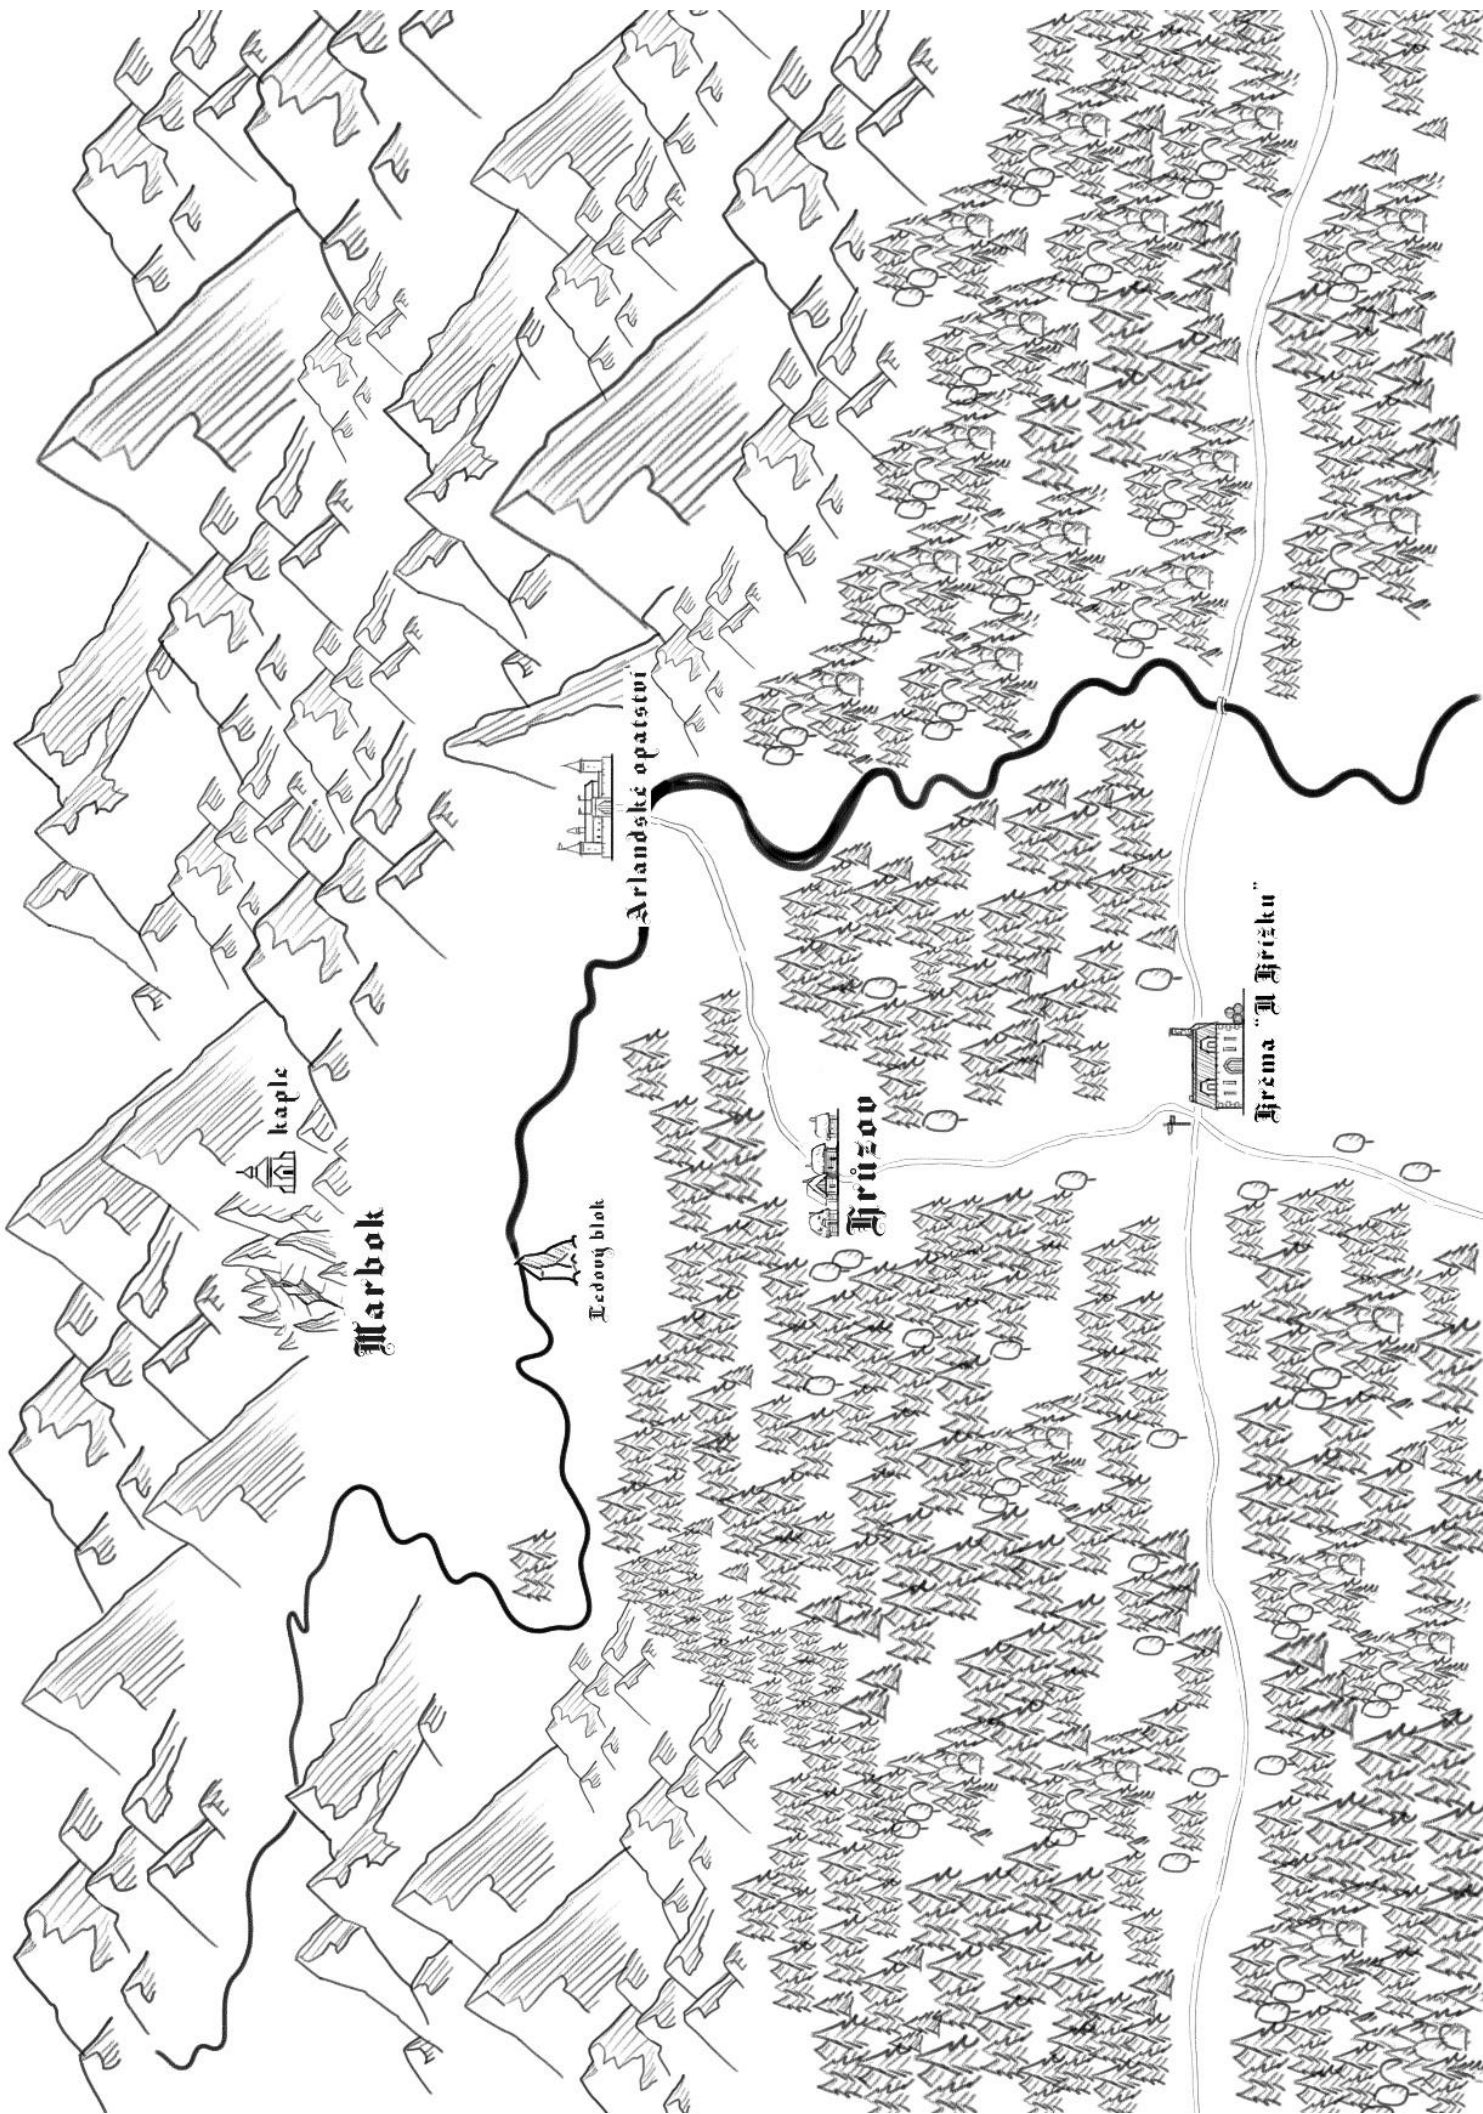 kaple
Marbok
Ledový blok
Arlandské opatství
Hrůzov
Krčma "U Křížku"